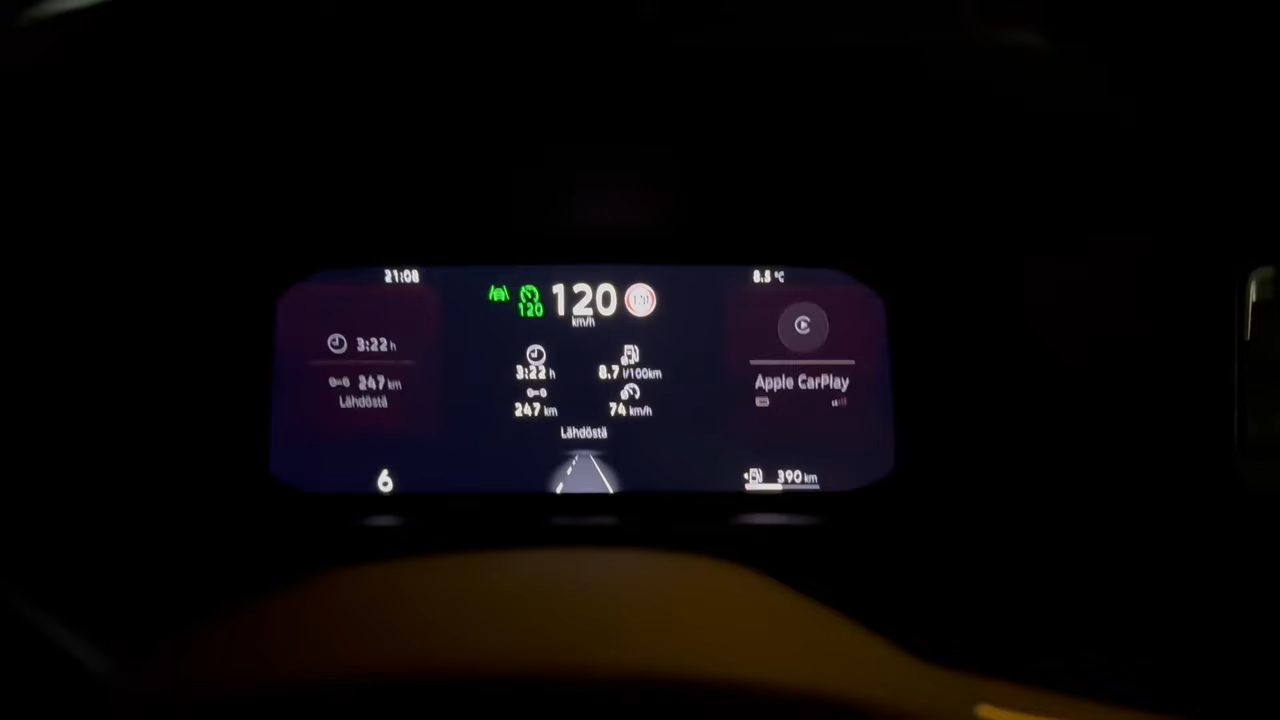 21:08
8.5 °C
120
120
km/h
120
3:22 h
247 km
Lähdöstä
3:22 h
8.7 l/100km
247 km
74 km/h
Lähdöstä
Apple CarPlay
6
390 km